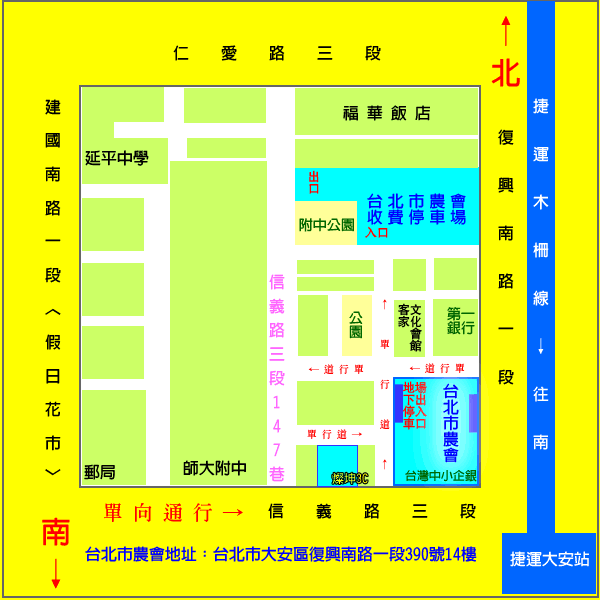 仁愛路三段
北
建國南路一段〈假日花市〉
復興南路一段
捷運木柵線→往南
福華飯店
延平中學
出口
台北市農會
收費停車場
入口
附中公園
信義路三段147巷
公園
客家文化會館
第一
銀行
↑單行道↑
←道行單
←道行單
單行道→
地下停車場出入口
台北市農會
台灣中小企銀
燦坤3C
郵局
師大附中
單向通行→
信義路三段
南
台北市農會地址：台北市大安區復興南路一段390號14樓
捷運大安站